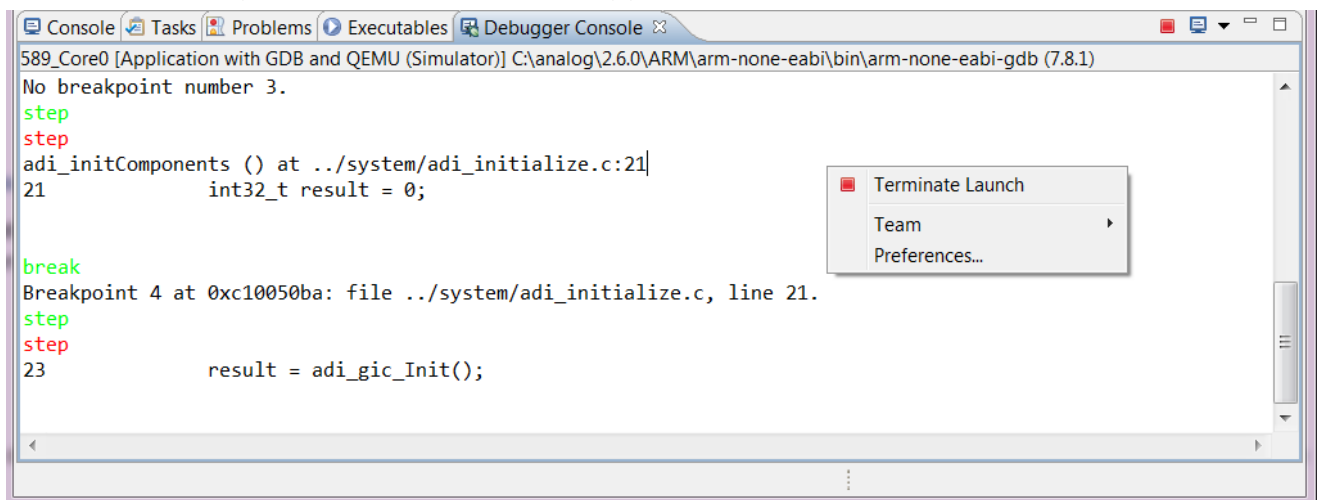 Console Tasks Problems Executables Debugger Console
589_Core0 [Application with GDB and QEMU (Simulator)] C:\analog\2.6.0\ARM\arm-none-eabi\bin\arm-none-eabi-gdb (7.8.1)
No breakpoint number 3.
step
step
adi_initComponents () at ../system/adi_initialize.c:21
21 int32_t result = 0;
Terminate Launch
Team
Preferences...
break
Breakpoint 4 at 0xc10050ba: file ../system/adi_initialize.c, line 21.
step
step
23 result = adi_gic_Init();